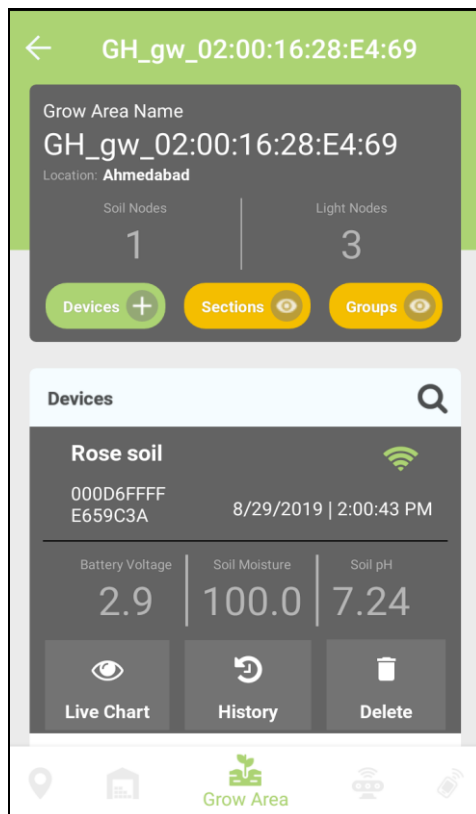 GH_gw_02:00:16:28:E4:69
Grow Area Name
GH_gw_02:00:16:28:E4:69
Location: Ahmedabad
Soil Nodes Light Nodes
1 3
Devices Sections Groups
Devices
Rose soil
000D6FFFF
E659C3A 8/29/2019 | 2:00:43 PM
Battery Voltage Soil Moisture Soil pH
2.9 100.0 7.24
Live Chart History Delete
Grow Area